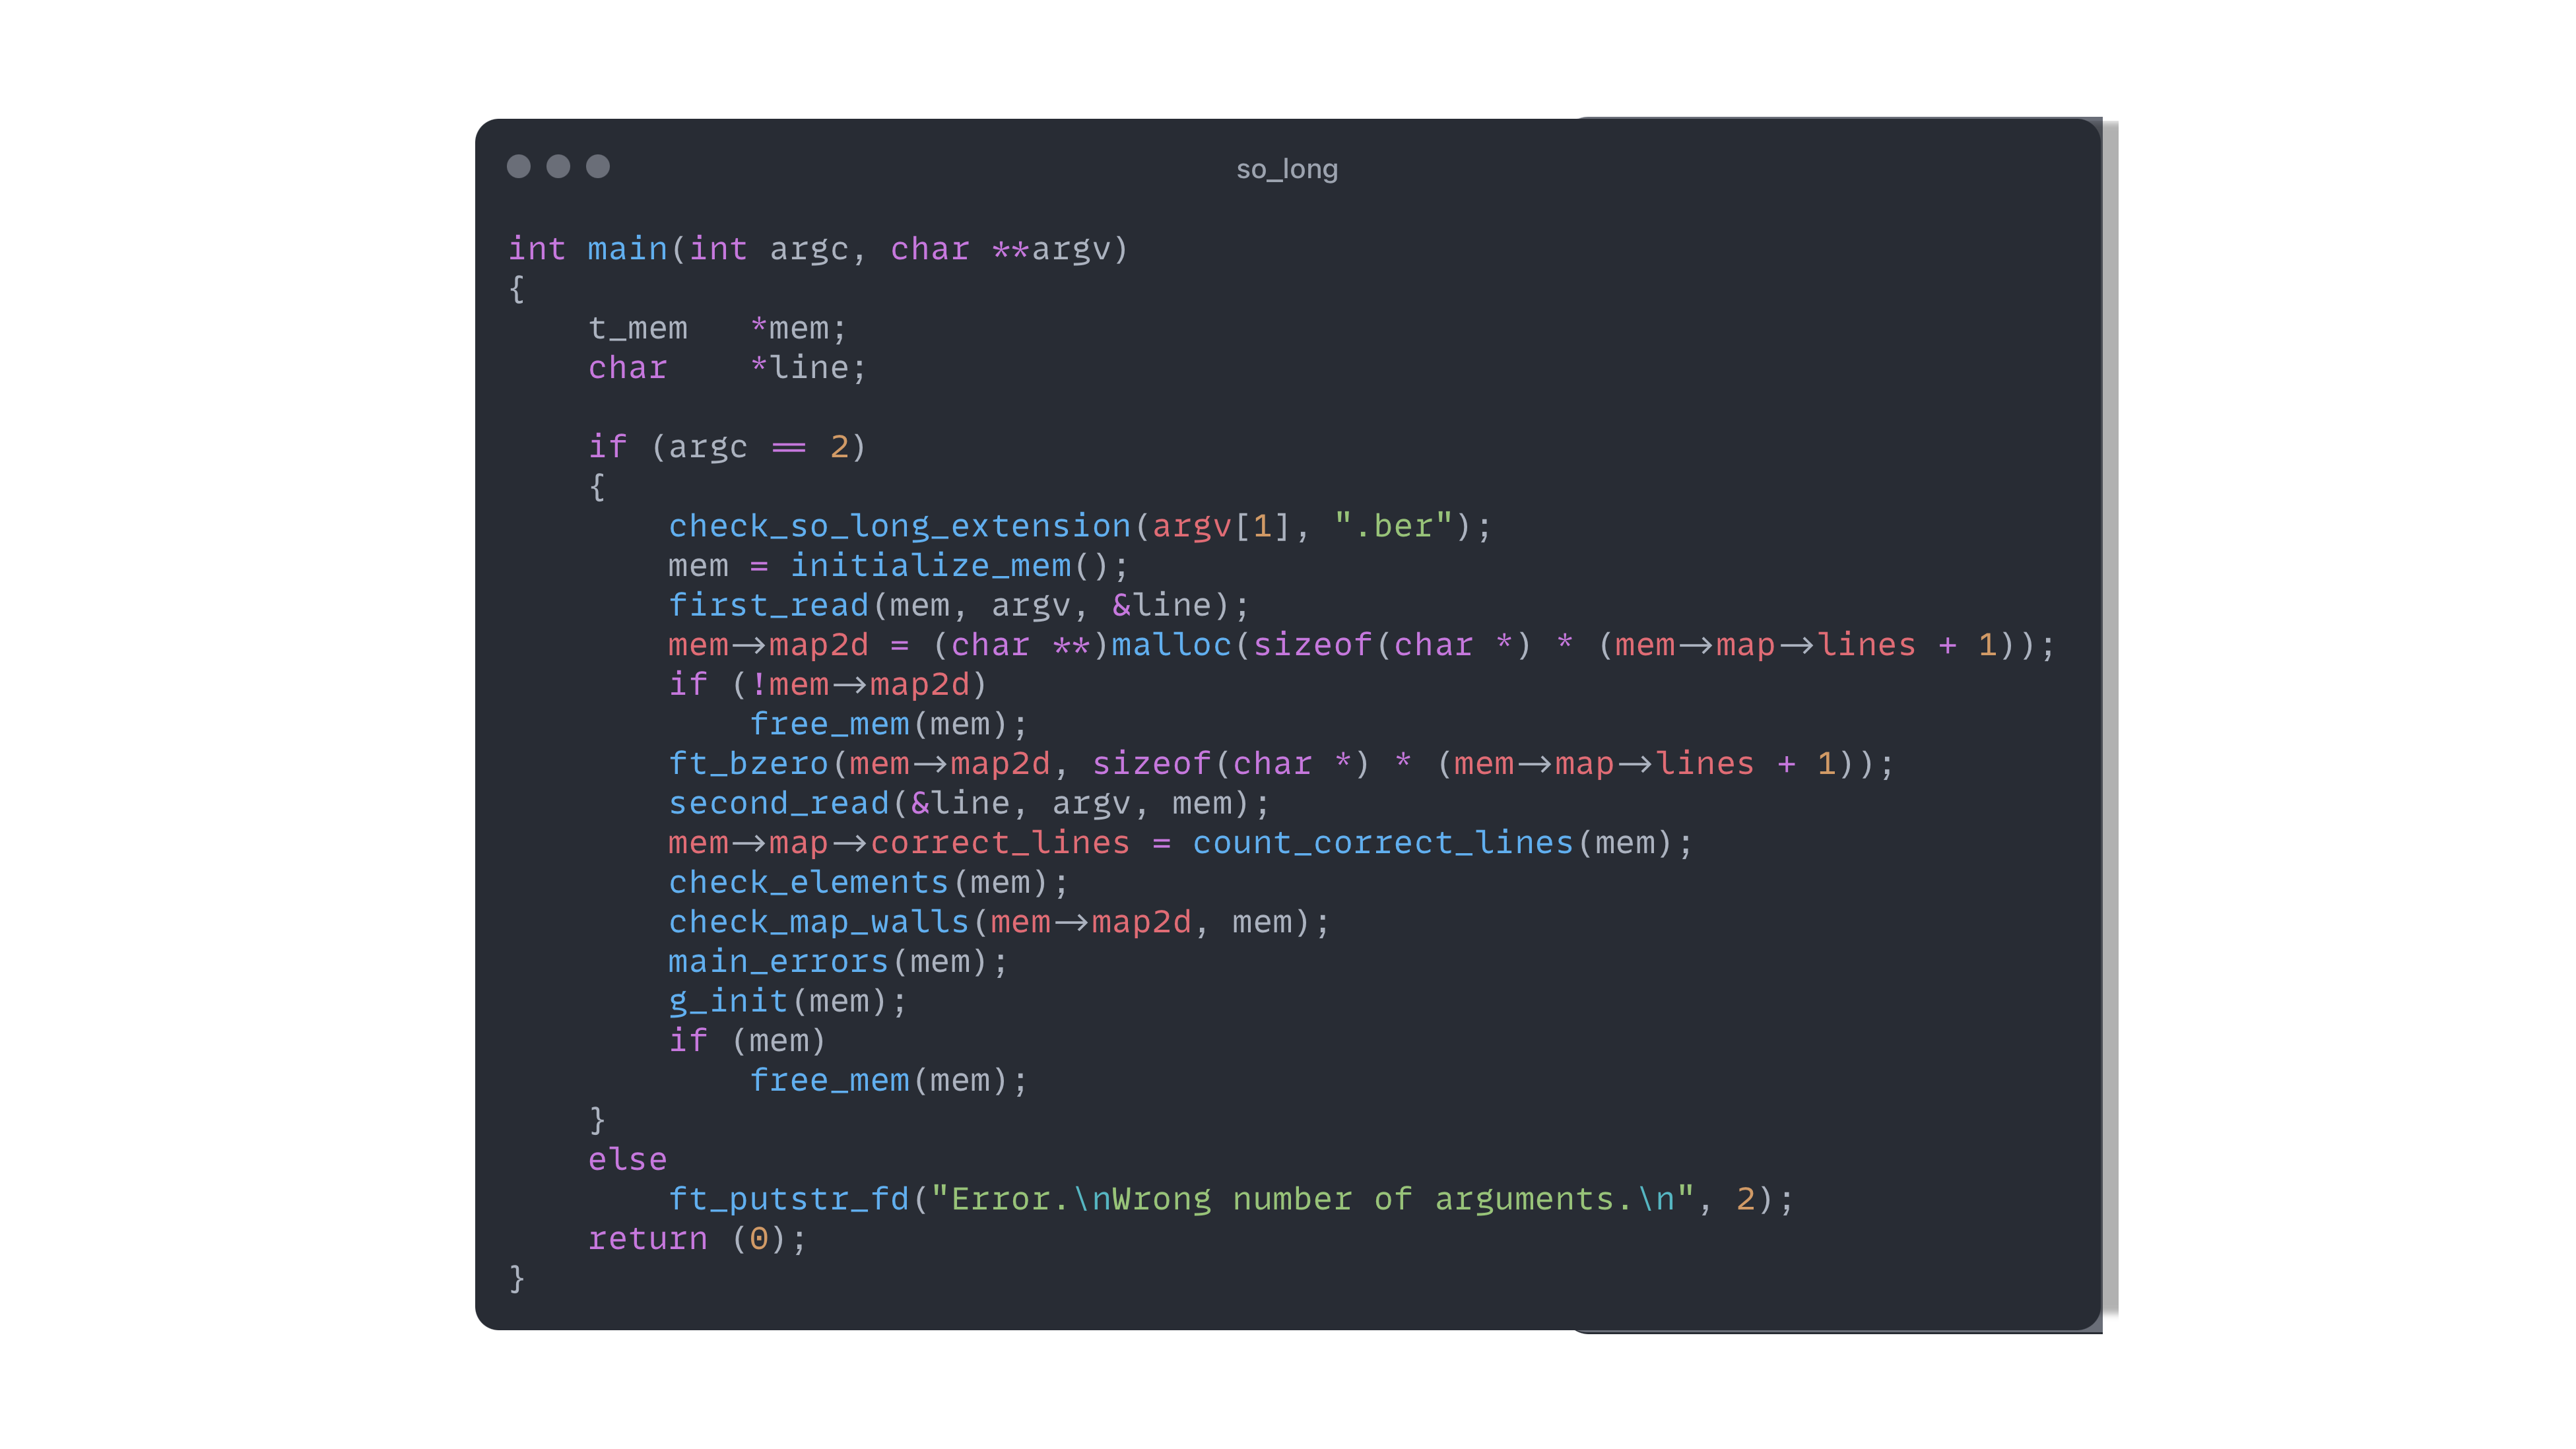 so_long
int main(int argc, char **argv)
{
    t_mem   *mem;
    char    *line;

    if (argc == 2)
    {
        check_so_long_extension(argv[1], ".ber");
        mem = initialize_mem();
        first_read(mem, argv, &line);
        mem->map2d = (char **)malloc(sizeof(char *) * (mem->map->lines + 1));
        if (!mem->map2d)
            free_mem(mem);
        ft_bzero(mem->map2d, sizeof(char *) * (mem->map->lines + 1));
        second_read(&line, argv, mem);
        mem->map->correct_lines = count_correct_lines(mem);
        check_elements(mem);
        check_map_walls(mem->map2d, mem);
        main_errors(mem);
        g_init(mem);
        if (mem)
            free_mem(mem);
    }
    else
        ft_putstr_fd("Error.\nWrong number of arguments.\n", 2);
    return (0);
}